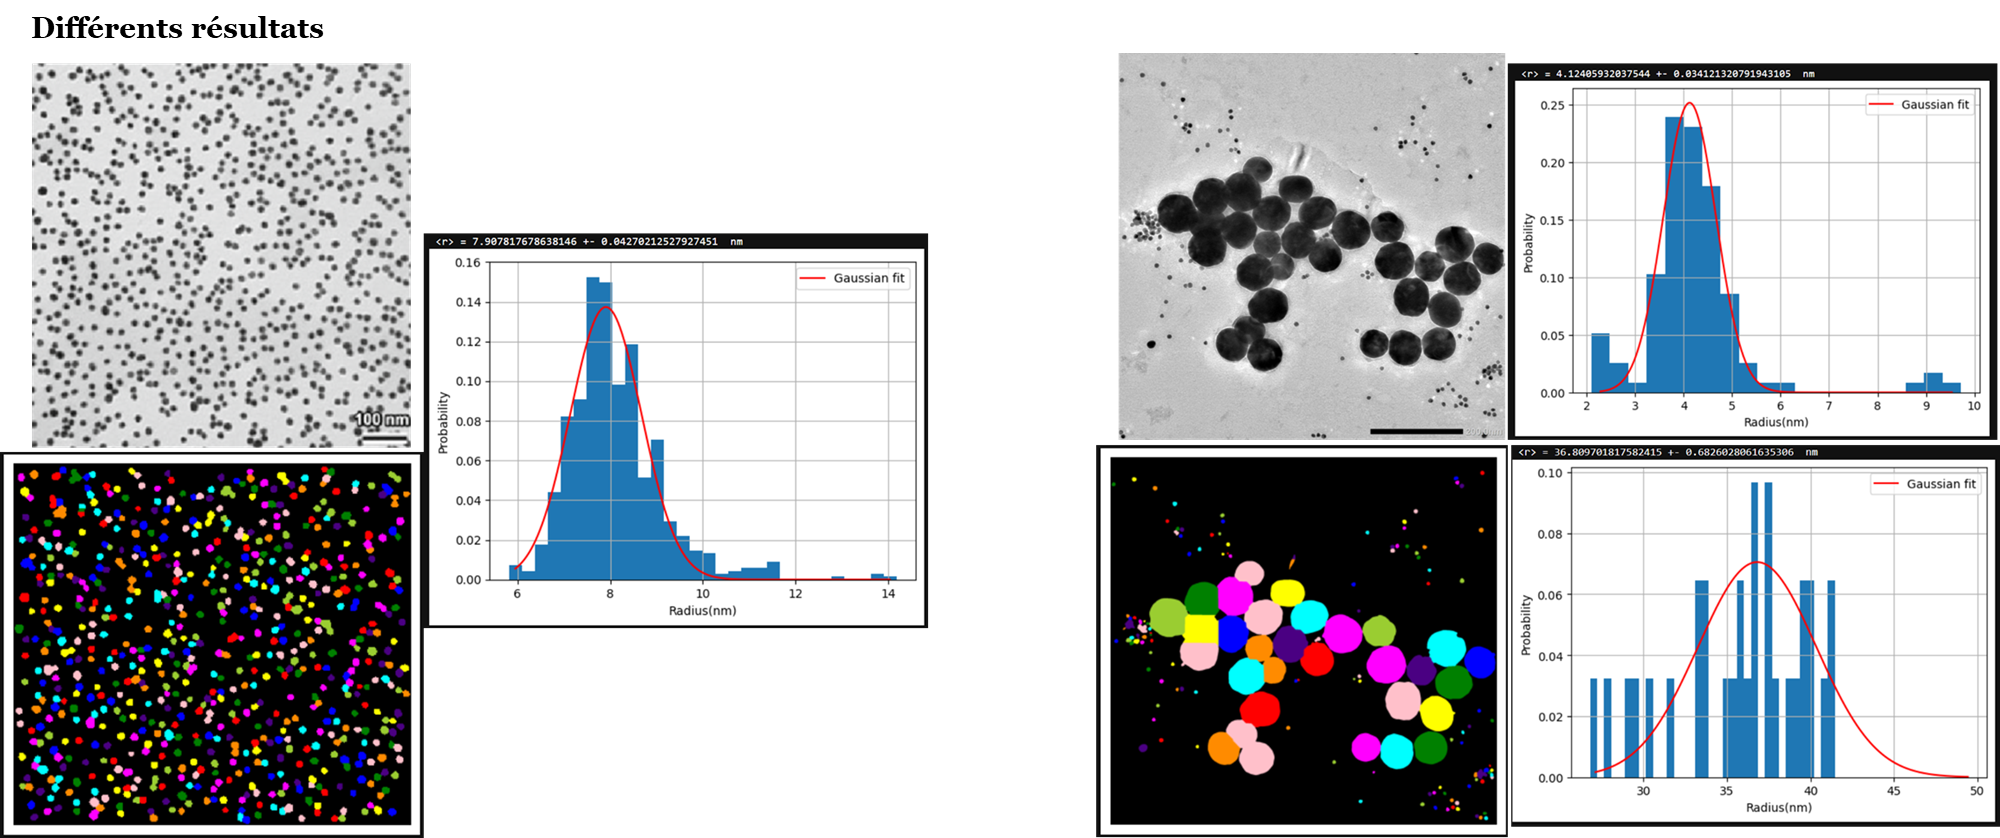 Différents résultats
100 nm
<r> = 7.907817678638146 +- 0.04270212527927451 nm
Gaussian fit
0.16
0.14
0.12
0.10
0.08
0.06
0.04
0.02
0.00
Probability
6 8 10 12 14
Radius(nm)
<r> = 4.12405932037544 +- 0.034121320791943105 nm
Gaussian fit
0.25
0.20
0.15
0.10
0.05
0.00
Probability
2 3 4 5 6 7 8 9 10
Radius(nm)
<r> = 36.809701817582415 +- 0.6826028061635306 nm
Gaussian fit
0.10
0.08
0.06
0.04
0.02
0.00
Probability
30 35 40 45 50
Radius(nm)